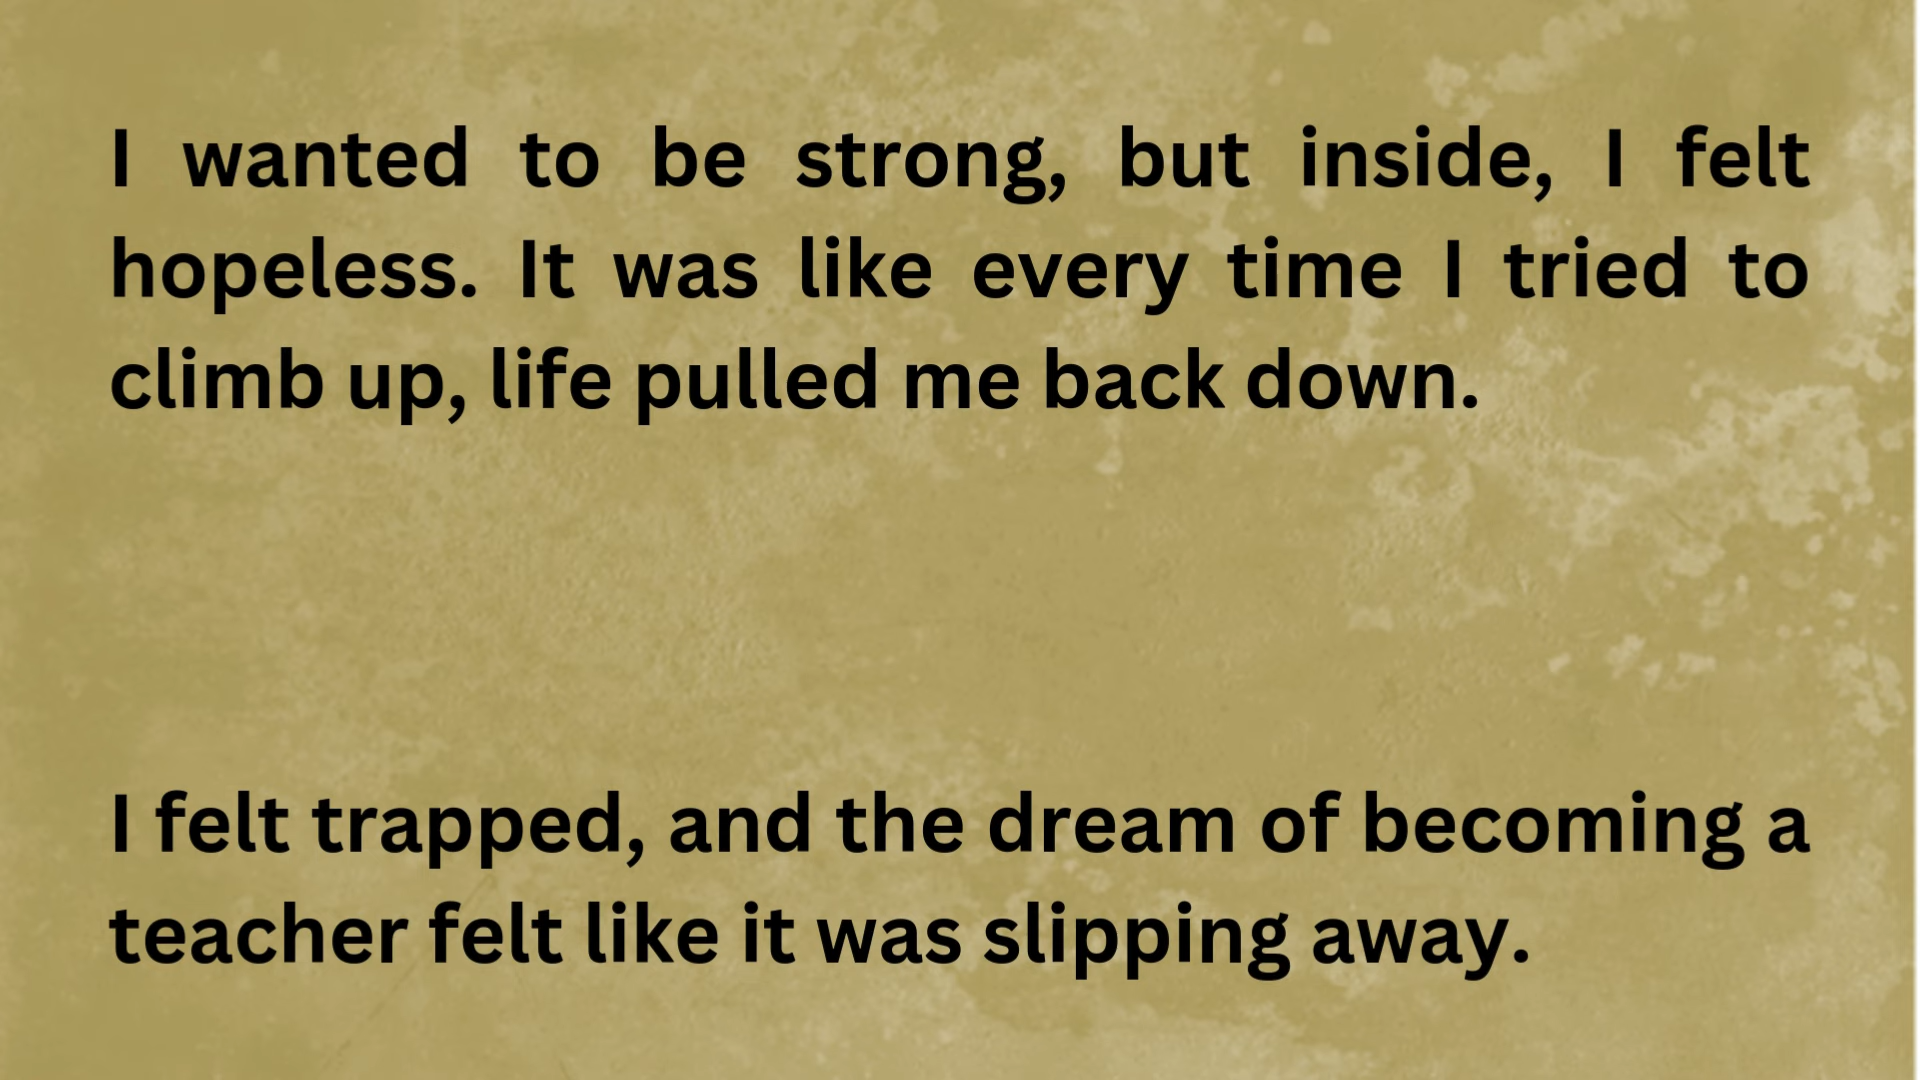 I wanted to be strong, but inside, I felt
hopeless. It was like every time I tried to
climb up, life pulled me back down.
I felt trapped, and the dream of becoming a
teacher felt like it was slipping away.